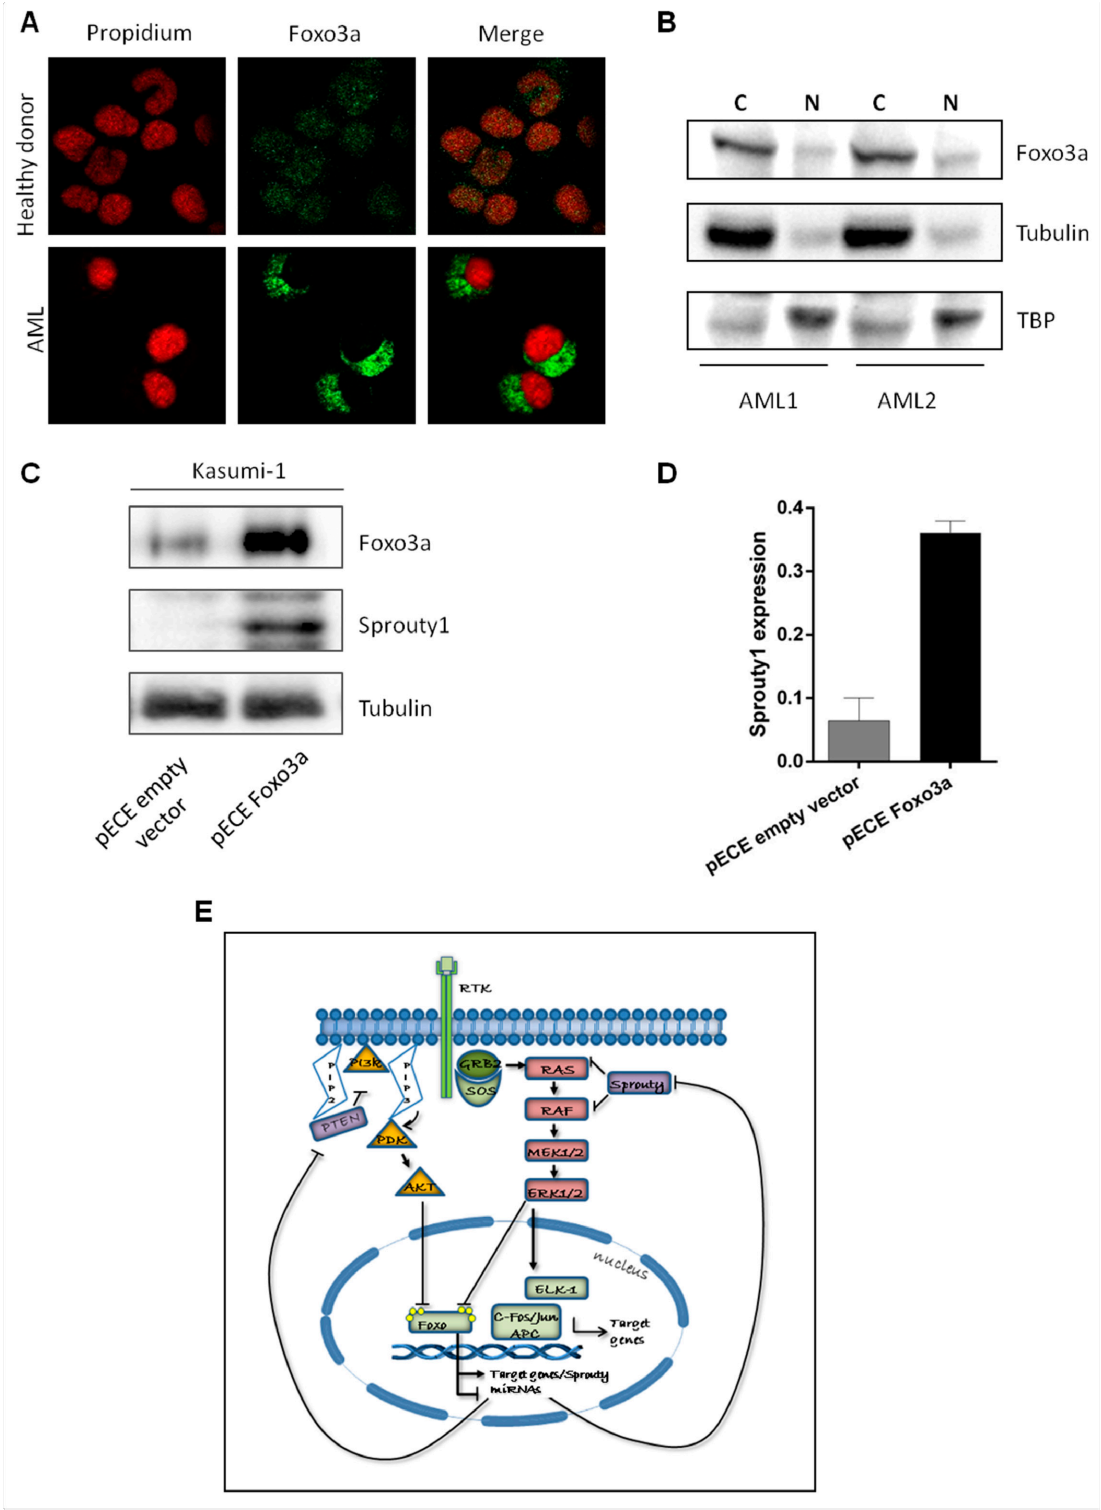 A
Propidium
Foxo3a
Merge
Healthy donor
AML
B
C
N
C
N
Foxo3a
Tubulin
TBP
AML1
AML2
C
Kasumi-1
Foxo3a
Sprouty1
Tubulin
pECE empty
vector
pECE Foxo3a
D
Sprouty1 expression
0.4
0.3
0.2
0.1
0.0
pECE empty vector
pECE Foxo3a
E
RTK
PIP2
PI3K
PIP3
GRB2
SOS
RAS
Sprouty
PTEN
PDK
RAF
MEK1/2
AKT
ERK1/2
nucleus
ELK-1
Foxo
C-Fos/Jun
APC
Target
genes
Target genes/Sprouty
miRNAs